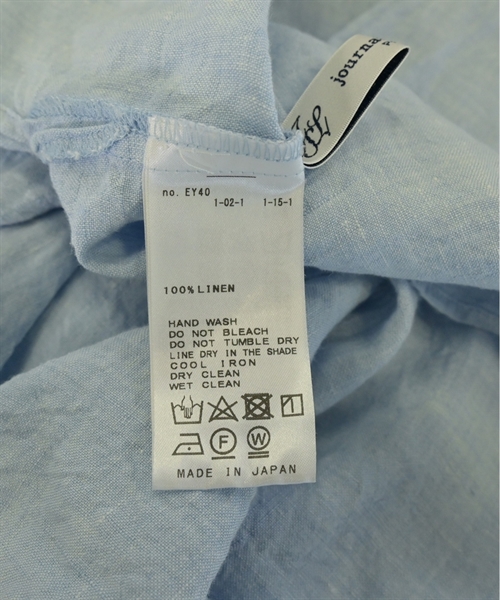 journa
no. EY40
1-02-1 1-15-1
100% LINEN
HAND WASH
DO NOT BLEACH
DO NOT TUMBLE DRY
LINE DRY IN THE SHADE
COOL IRON
DRY CLEAN
WET CLEAN
F W
MADE IN JAPAN